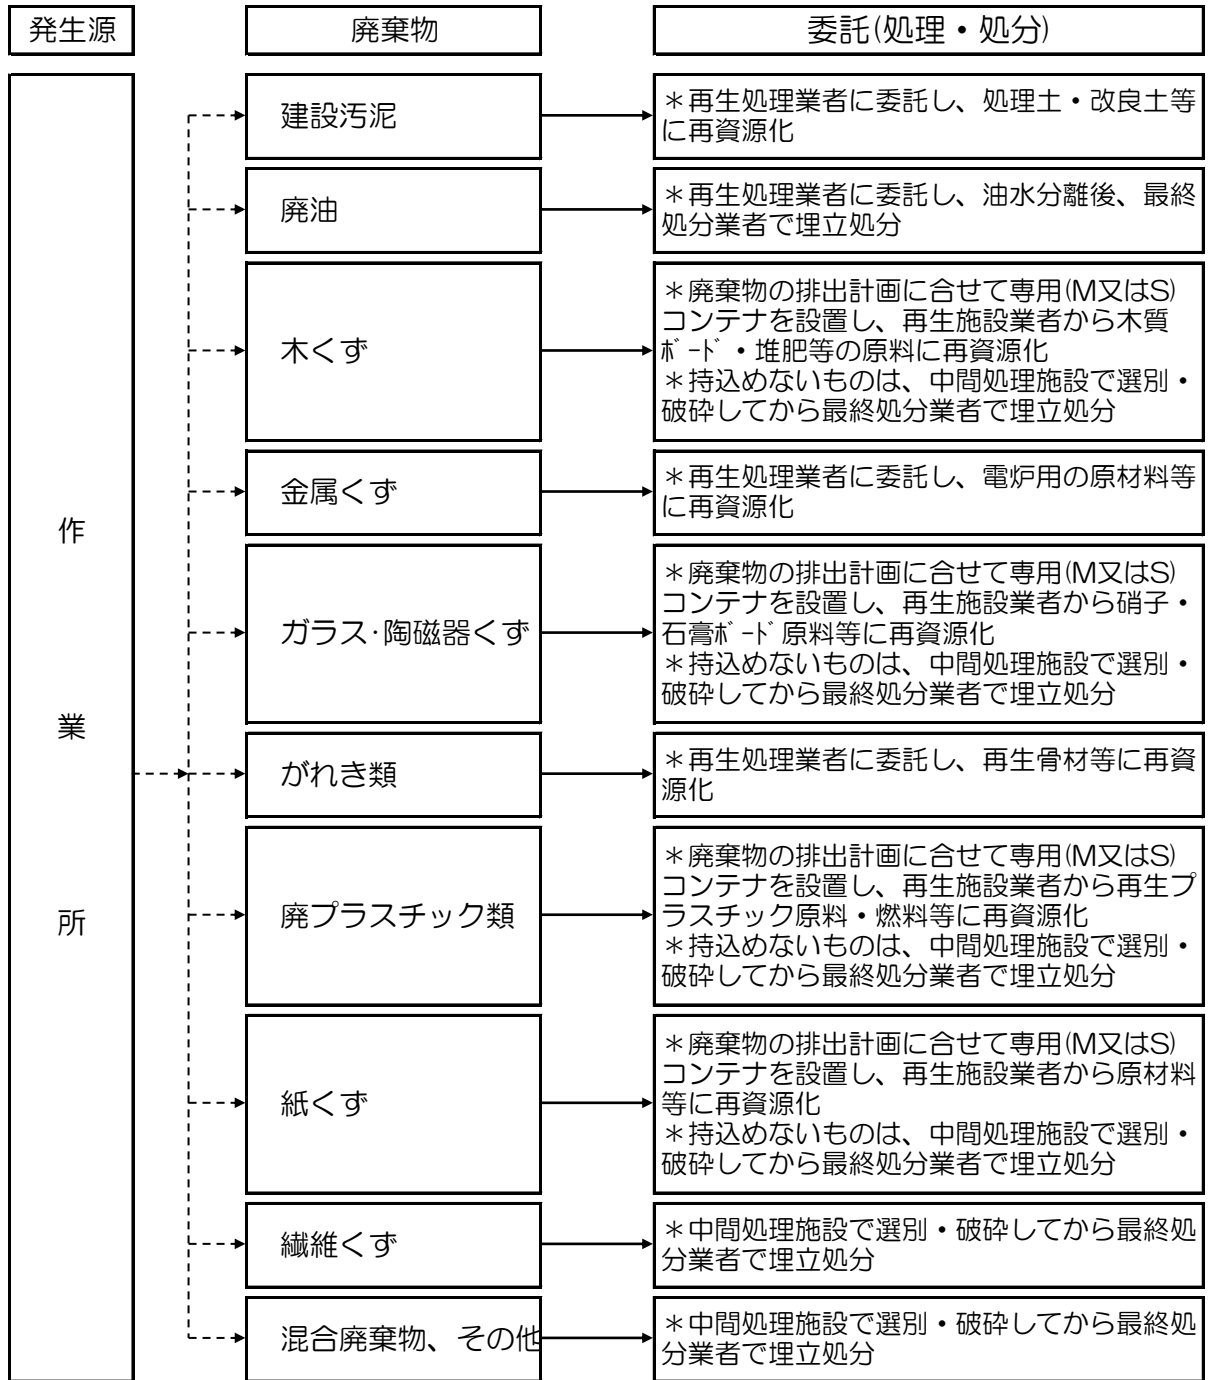 発生源
廃棄物
委託(処理・処分)
作
業
所
建設汚泥
＊再生処理業者に委託し、処理土・改良土等
に再資源化
廃油
＊再生処理業者に委託し、油水分離後、最終
処分業者で埋立処分
木くず
＊廃棄物の排出計画に合せて専用(M又はS)
コンテナを設置し、再生施設業者から木質
ﾎﾞｰﾄﾞ・堆肥等の原料に再資源化
＊持込めないものは、中間処理施設で選別・
破砕してから最終処分業者で埋立処分
金属くず
＊再生処理業者に委託し、電炉用の原材料等
に再資源化
ガラス･陶磁器くず
＊廃棄物の排出計画に合せて専用(M又はS)
コンテナを設置し、再生施設業者から硝子・
石膏ﾎﾞｰﾄﾞ原料等に再資源化
＊持込めないものは、中間処理施設で選別・
破砕してから最終処分業者で埋立処分
がれき類
＊再生処理業者に委託し、再生骨材等に再資
源化
廃プラスチック類
＊廃棄物の排出計画に合せて専用(M又はS)
コンテナを設置し、再生施設業者から再生プ
ラスチック原料・燃料等に再資源化
＊持込めないものは、中間処理施設で選別・
破砕してから最終処分業者で埋立処分
紙くず
＊廃棄物の排出計画に合せて専用(M又はS)
コンテナを設置し、再生施設業者から原材料
等に再資源化
＊持込めないものは、中間処理施設で選別・
破砕してから最終処分業者で埋立処分
繊維くず
＊中間処理施設で選別・破砕してから最終処
分業者で埋立処分
混合廃棄物、その他
＊中間処理施設で選別・破砕してから最終処
分業者で埋立処分